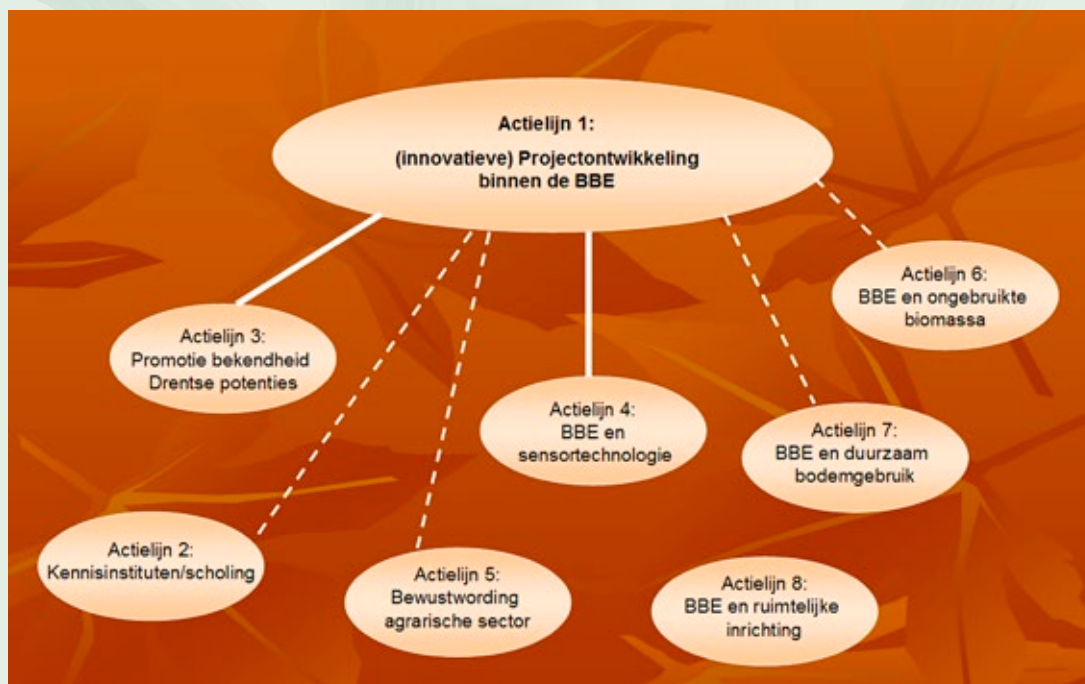 Actielijn 1:
(innovatieve) Projectontwikkeling
binnen de BBE
Actielijn 6:
BBE en ongebruikte
biomassa
Actielijn 3:
Promotie bekendheid
Drentse potenties
Actielijn 4:
BBE en
sensortechnologie
Actielijn 7:
BBE en duurzaam
bodemgebruik
Actielijn 2:
Kennisinstituten/scholing
Actielijn 5:
Bewustwording
agrarische sector
Actielijn 8:
BBE en ruimtelijke
inrichting